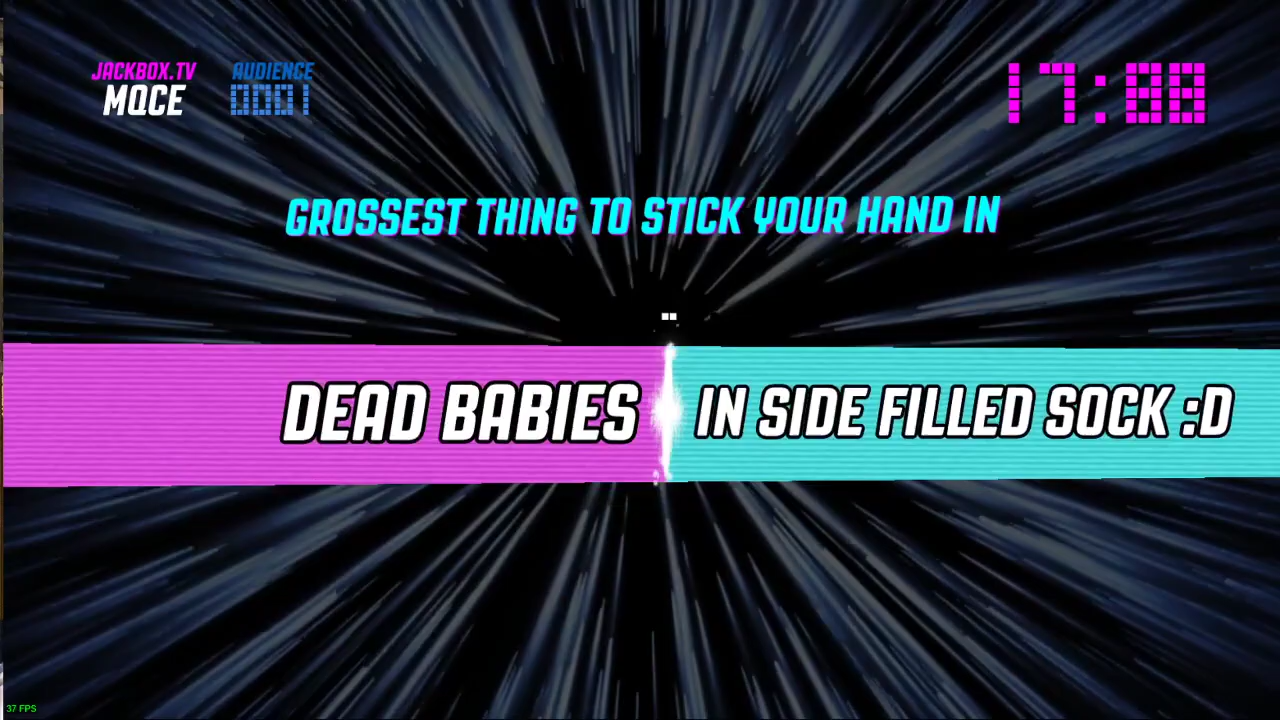 JACKBOX.TV
MQCE
AUDIENCE
0001
17:88
GROSSEST THING TO STICK YOUR HAND IN
DEAD BABIES
IN SIDE FILLED SOCK :D
37 FPS